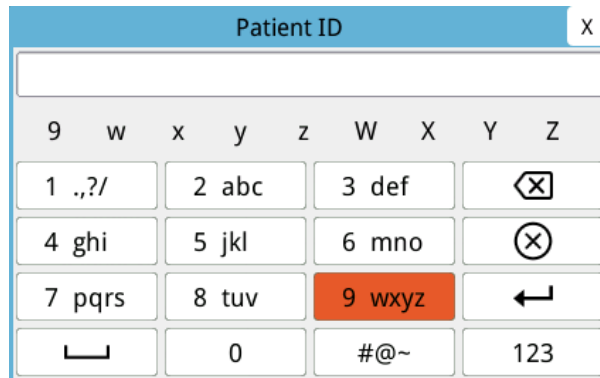 Patient ID X
9 w x y z W X Y Z
1 .,?/ 2 abc 3 def
4 ghi 5 jkl 6 mno
7 pqrs 8 tuv 9 wxyz
0 #@~ 123